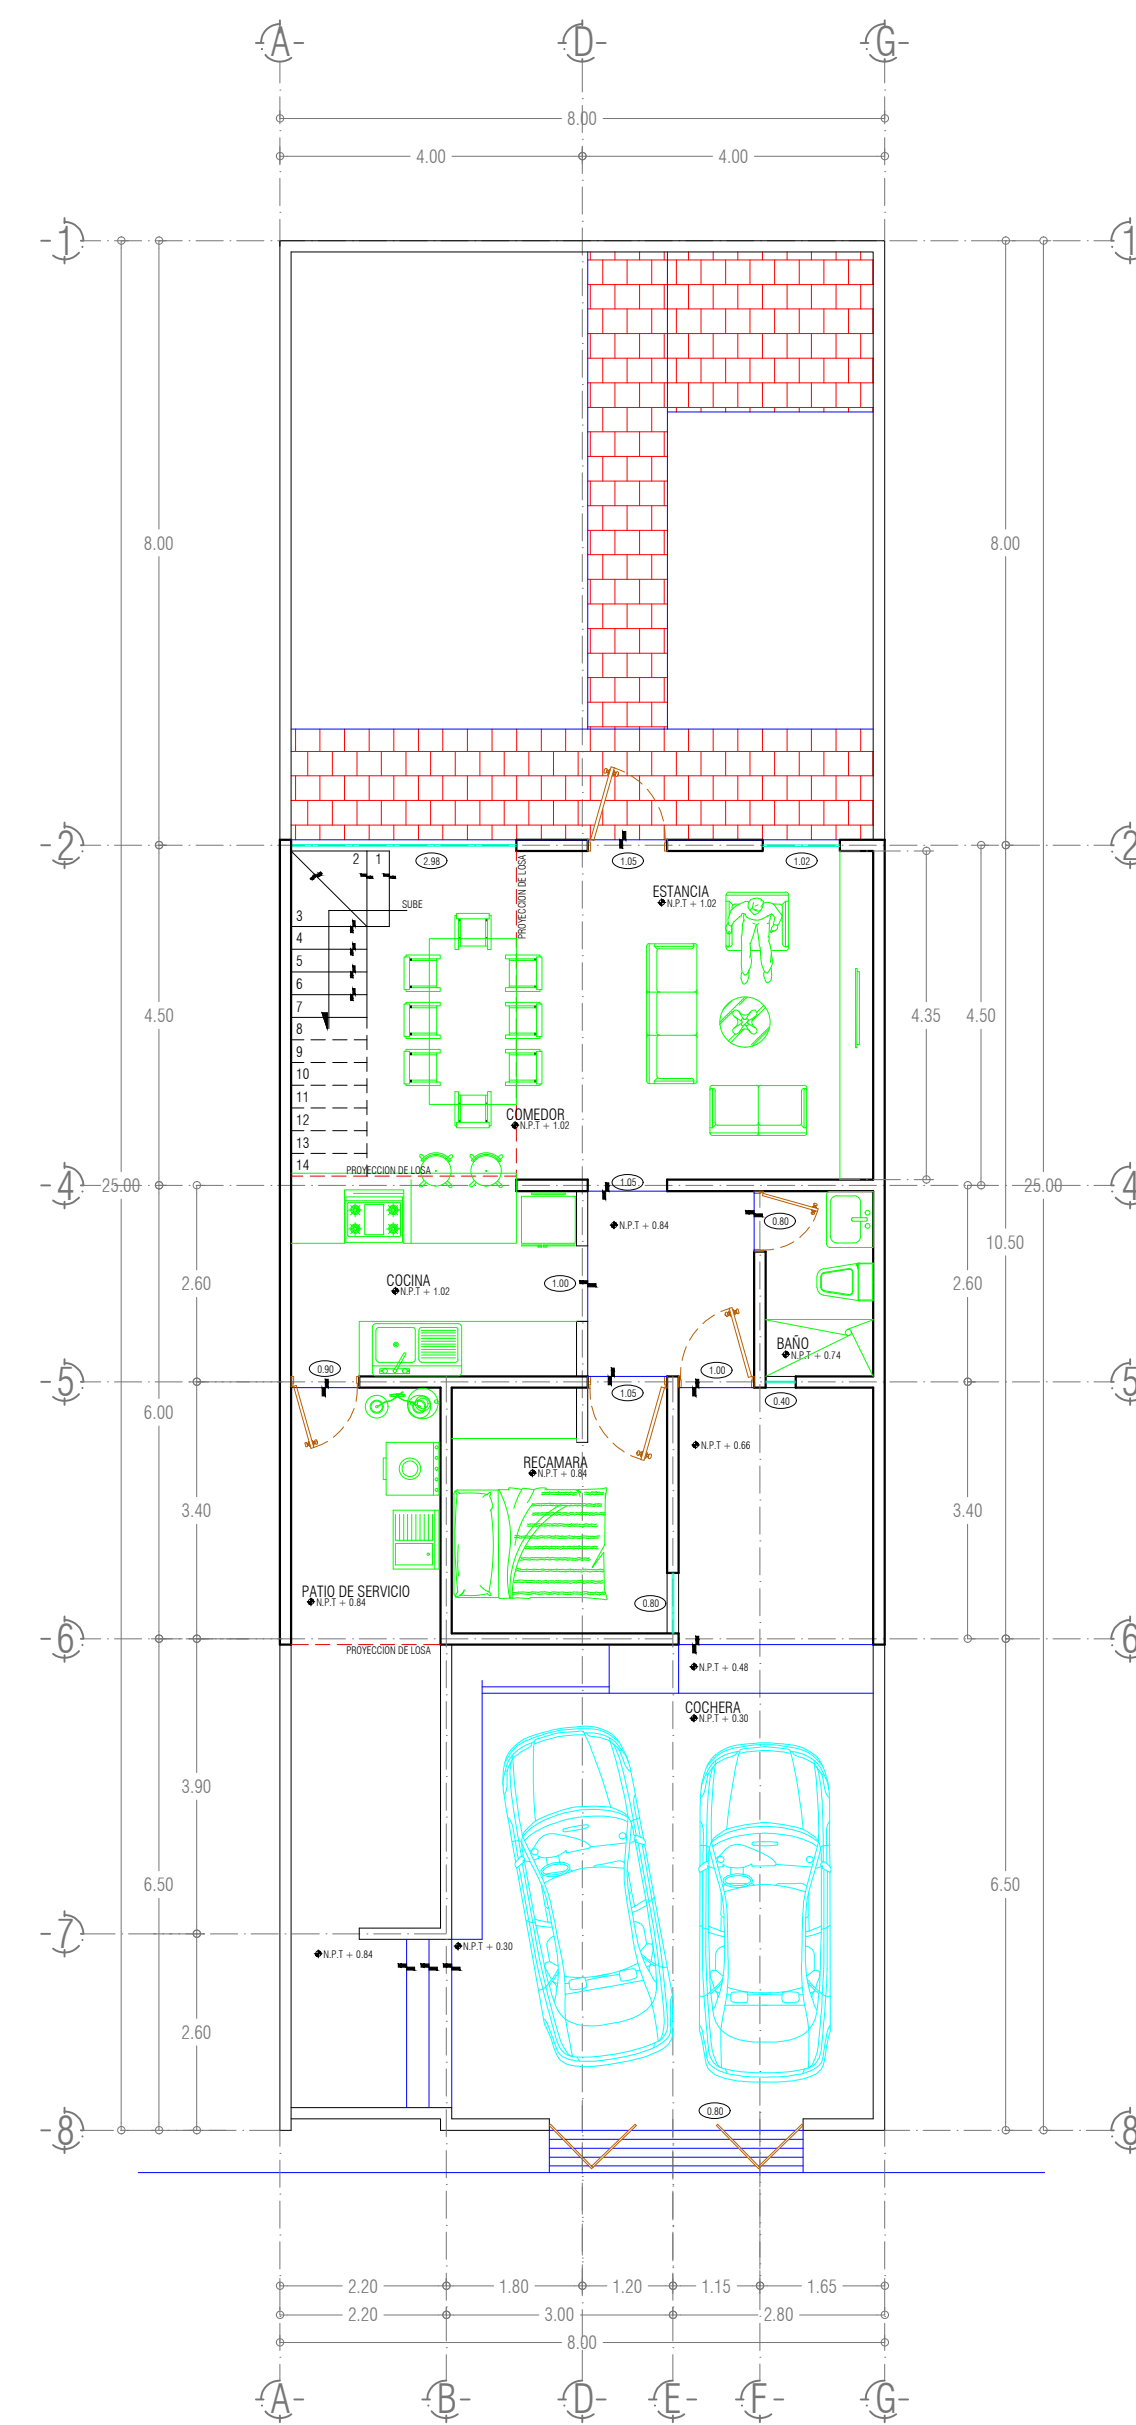 -A-
-D-
-G-
8.00
4.00
4.00
-1-
-1
8.00
8.00
-2-
-2
2
1
2.98
1.05
1.02
ESTANCIA
N.P.T + 1.02
SUBE
PROYECCION DE LOSA
3
4
5
6
7
8
9
10
11
12
13
14
4.50
4.35
4.50
COMEDOR
N.P.T + 1.02
PROYECCION DE LOSA
-4-
-4
25.00
25.00
1.05
0.80
N.P.T + 0.84
10.50
COCINA
N.P.T + 1.02
1.00
2.60
2.60
BAÑO
N.P.T + 0.74
0.90
1.00
-5-
-5
1.05
0.40
6.00
N.P.T + 0.66
RECAMARA
N.P.T + 0.84
3.40
3.40
PATIO DE SERVICIO
N.P.T + 0.84
0.80
-6-
-6
PROYECCION DE LOSA
N.P.T + 0.48
COCHERA
N.P.T + 0.30
3.90
6.50
6.50
-7-
-7
N.P.T + 0.84
N.P.T + 0.30
2.60
0.80
-8-
-8
2.20
1.80
1.20
1.15
1.65
2.20
3.00
2.80
8.00
-A-
-B-
-D-
-E-
-F-
-G-